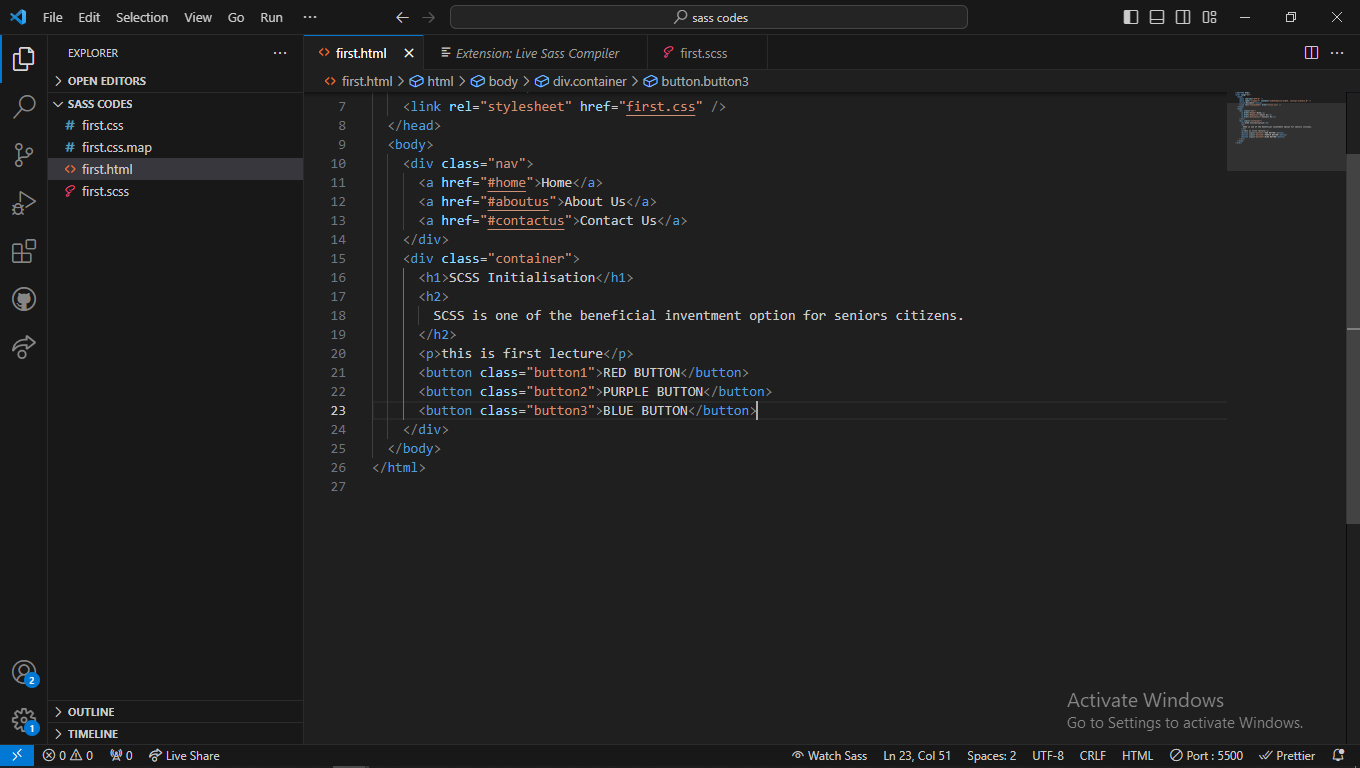 File Edit Selection View Go Run ··· sass codes
EXPLORER ···
OPEN EDITORS
SASS CODES
first.css
first.css.map
first.html
first.scss
OUTLINE
TIMELINE
2
1
first.html Extension: Live Sass Compiler first.scss ···
first.html > html > body > div.container > button.button3
7 <link rel="stylesheet" href="first.css" />
8 </head>
9 <body>
10 <div class="nav">
11 <a href="#home">Home</a>
12 <a href="#aboutus">About Us</a>
13 <a href="#contactus">Contact Us</a>
14 </div>
15 <div class="container">
16 <h1>SCSS Initialisation</h1>
17 <h2>
18 SCSS is one of the beneficial inventment option for seniors citizens.
19 </h2>
20 <p>this is first lecture</p>
21 <button class="button1">RED BUTTON</button>
22 <button class="button2">PURPLE BUTTON</button>
23 <button class="button3">BLUE BUTTON</button>
24 </div>
25 </body>
26 </html>
27
Activate Windows
Go to Settings to activate Windows.
0 0 0 Live Share Watch Sass Ln 23, Col 51 Spaces: 2 UTF-8 CRLF HTML Port : 5500 Prettier